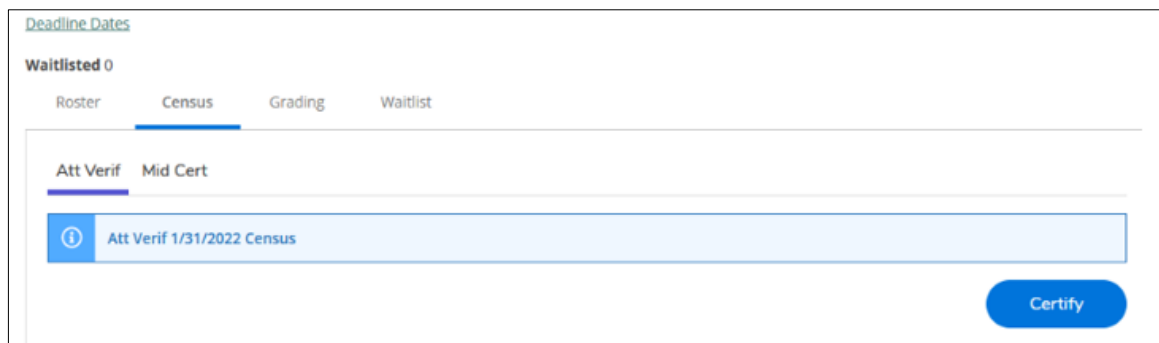 Deadline Dates
Waitlisted 0
Roster Census Grading Waitlist
Att Verif Mid Cert
Att Verif 1/31/2022 Census
Certify